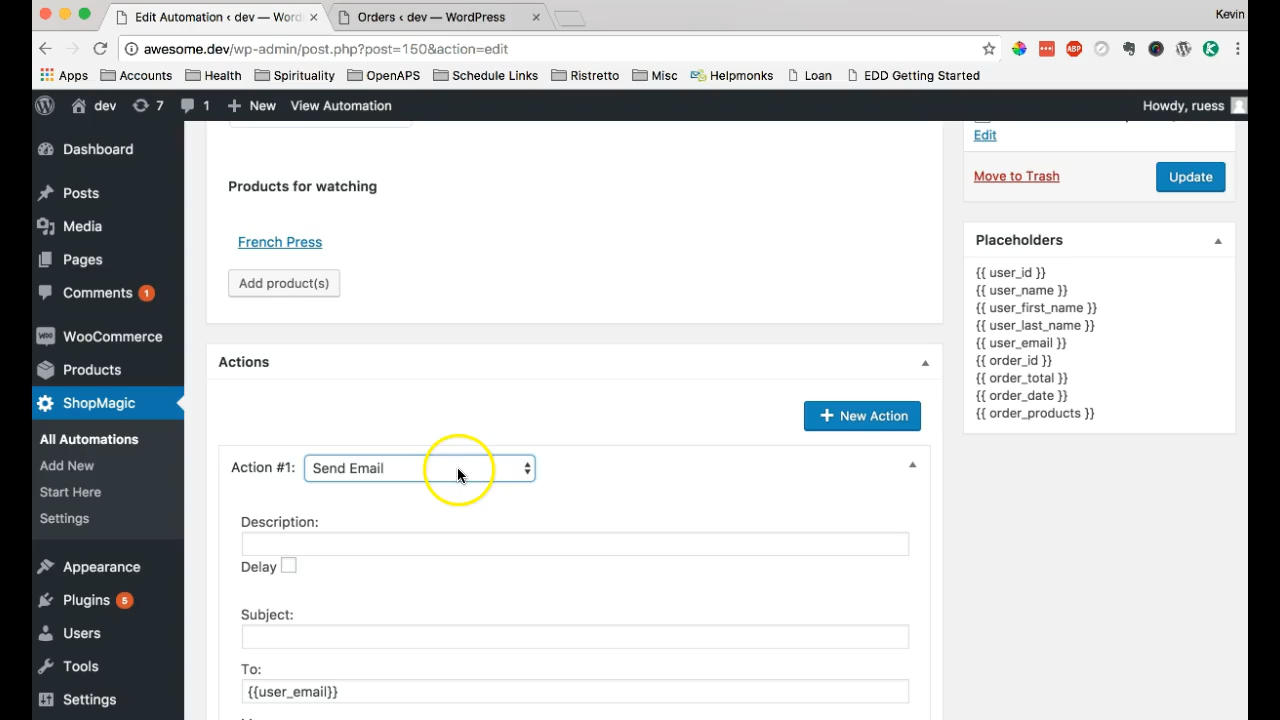 Edit Automation ‹ dev — Word
Orders ‹ dev — WordPress
Kevin
awesome.dev/wp-admin/post.php?post=150&action=edit
ABP
Apps
Accounts
Health
Spirituality
OpenAPS
Schedule Links
Ristretto
Misc
Helpmonks
Loan
EDD Getting Started
dev
7
1
New
View Automation
Howdy, ruess
Dashboard
Posts
Media
Pages
Comments 1
WooCommerce
Products
ShopMagic
All Automations
Add New
Start Here
Settings
Appearance
Plugins 5
Users
Tools
Settings
Products for watching
French Press
Add product(s)
Actions
New Action
Action #1: Send Email
Description:
Delay
Subject:
To:
{{user_email}}
Edit
Move to Trash
Update
Placeholders
{{ user_id }}
{{ user_name }}
{{ user_first_name }}
{{ user_last_name }}
{{ user_email }}
{{ order_id }}
{{ order_total }}
{{ order_date }}
{{ order_products }}